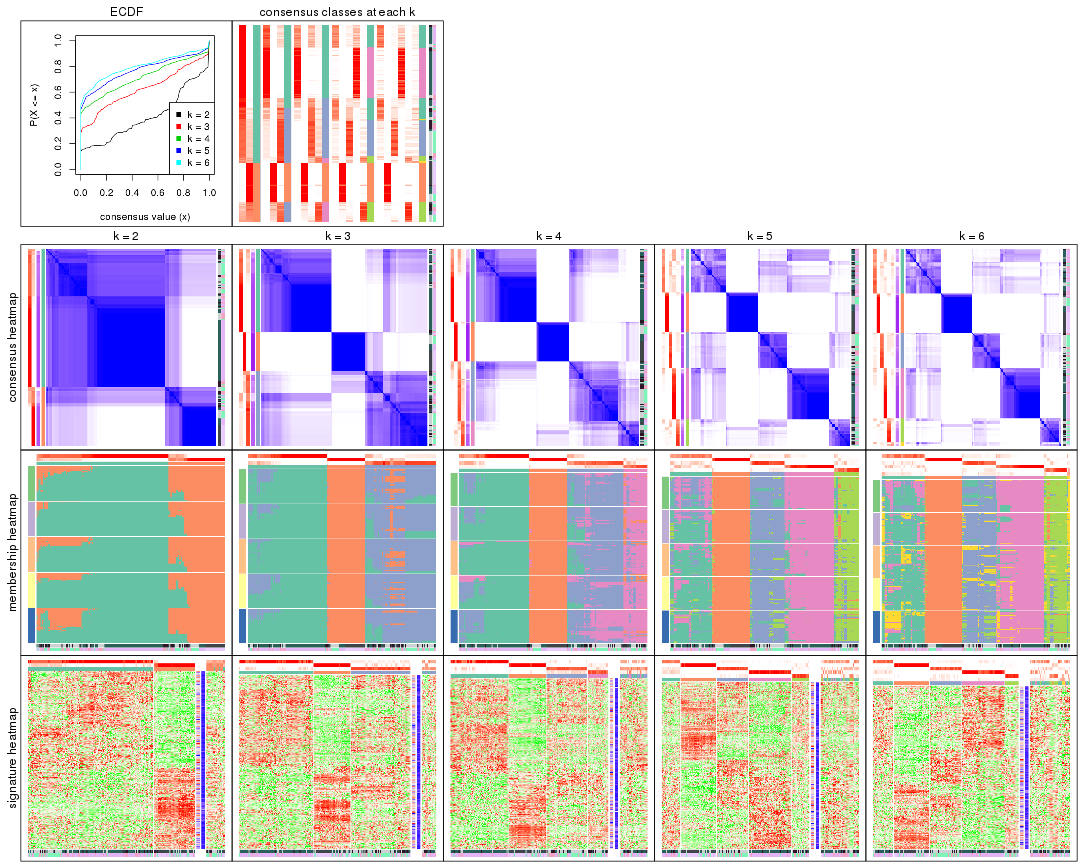 ECDF
consensus classes at each k
P(X <= x)
0.0 0.2 0.4 0.6 0.8 1.0
k = 2
k = 3
k = 4
k = 5
k = 6
0.0 0.2 0.4 0.6 0.8 1.0
consensus value (x)
k = 2
k = 3
k = 4
k = 5
k = 6
consensus heatmap
membership heatmap
signature heatmap